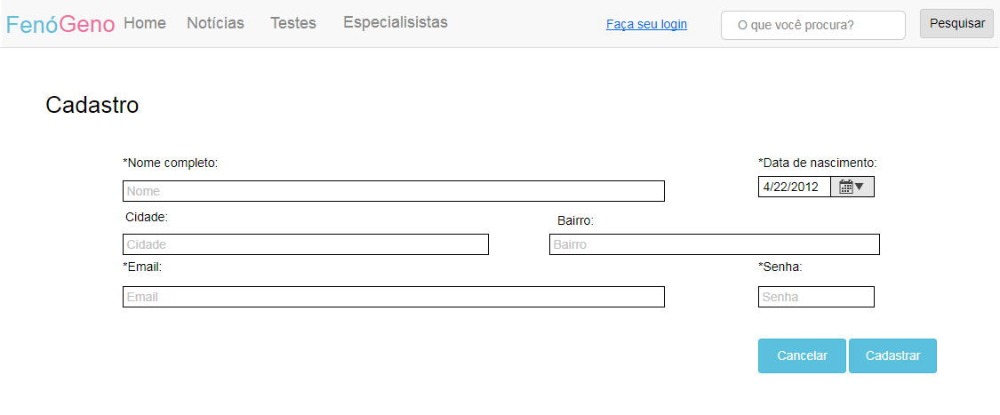 FenóGeno Home Notícias Testes Especialisistas Faça seu login O que você procura? Pesquisar
Cadastro
*Nome completo: *Data de nascimento:
Nome 4/22/2012
Cidade: Bairro:
Cidade Bairro
*Email: *Senha:
Email Senha
Cancelar Cadastrar